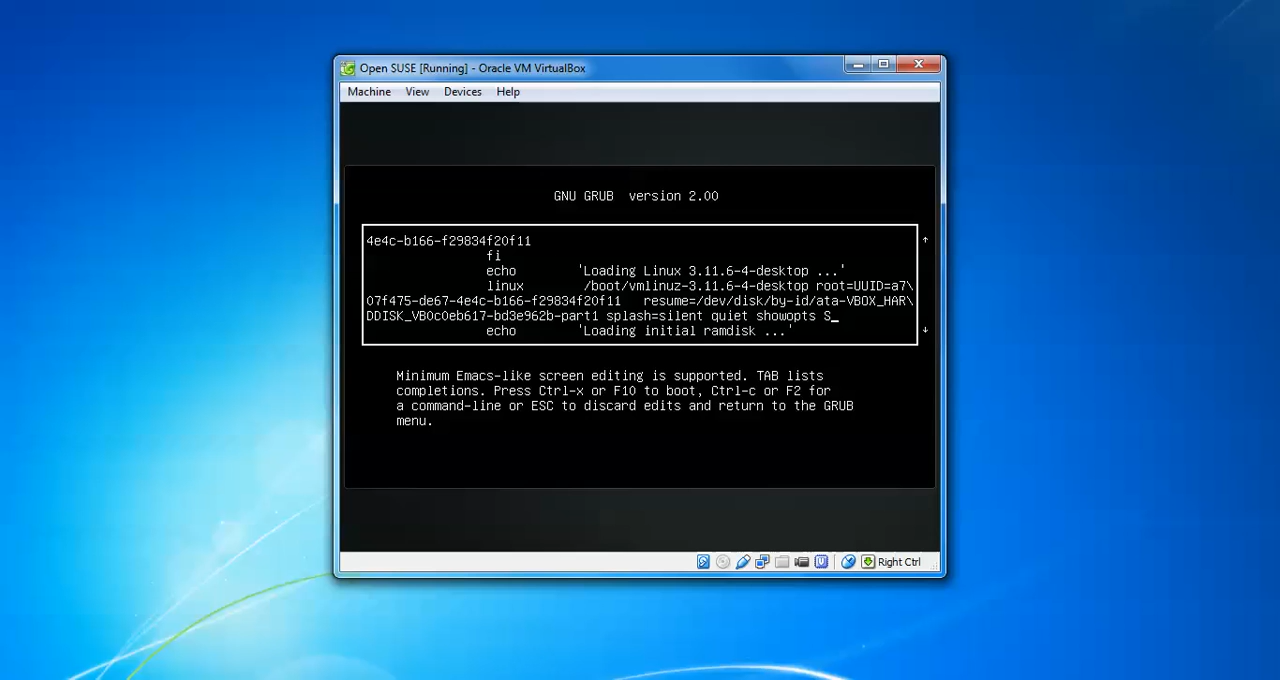 Open SUSE [Running] - Oracle VM VirtualBox
Machine View Devices Help
GNU GRUB version 2.00
4e4c-b166-f29834f20f11
fi
echo 'Loading Linux 3.11.6-4-desktop ...'
linux /boot/vmlinuz-3.11.6-4-desktop root=UUID=a7\
07f475-de67-4e4c-b166-f29834f20f11 resume=/dev/disk/by-id/ata-VBOX_HAR\
DDISK_VB0c0eb617-bd3e962b-part1 splash=silent quiet showopts S_
echo 'Loading initial ramdisk ...'
Minimum Emacs-like screen editing is supported. TAB lists
completions. Press Ctrl-x or F10 to boot, Ctrl-c or F2 for
a command-line or ESC to discard edits and return to the GRUB
menu.
Right Ctrl